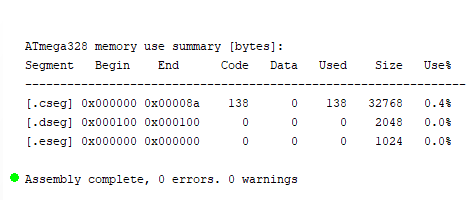 ATmega328 memory use summary [bytes]:
Segment   Begin    End      Code   Data   Used    Size   Use%
---------------------------------------------------------------
[.cseg] 0x000000 0x00008a    138      0    138   32768   0.4%
[.dseg] 0x000100 0x000100      0      0      0    2048   0.0%
[.eseg] 0x000000 0x000000      0      0      0    1024   0.0%
Assembly complete, 0 errors. 0 warnings